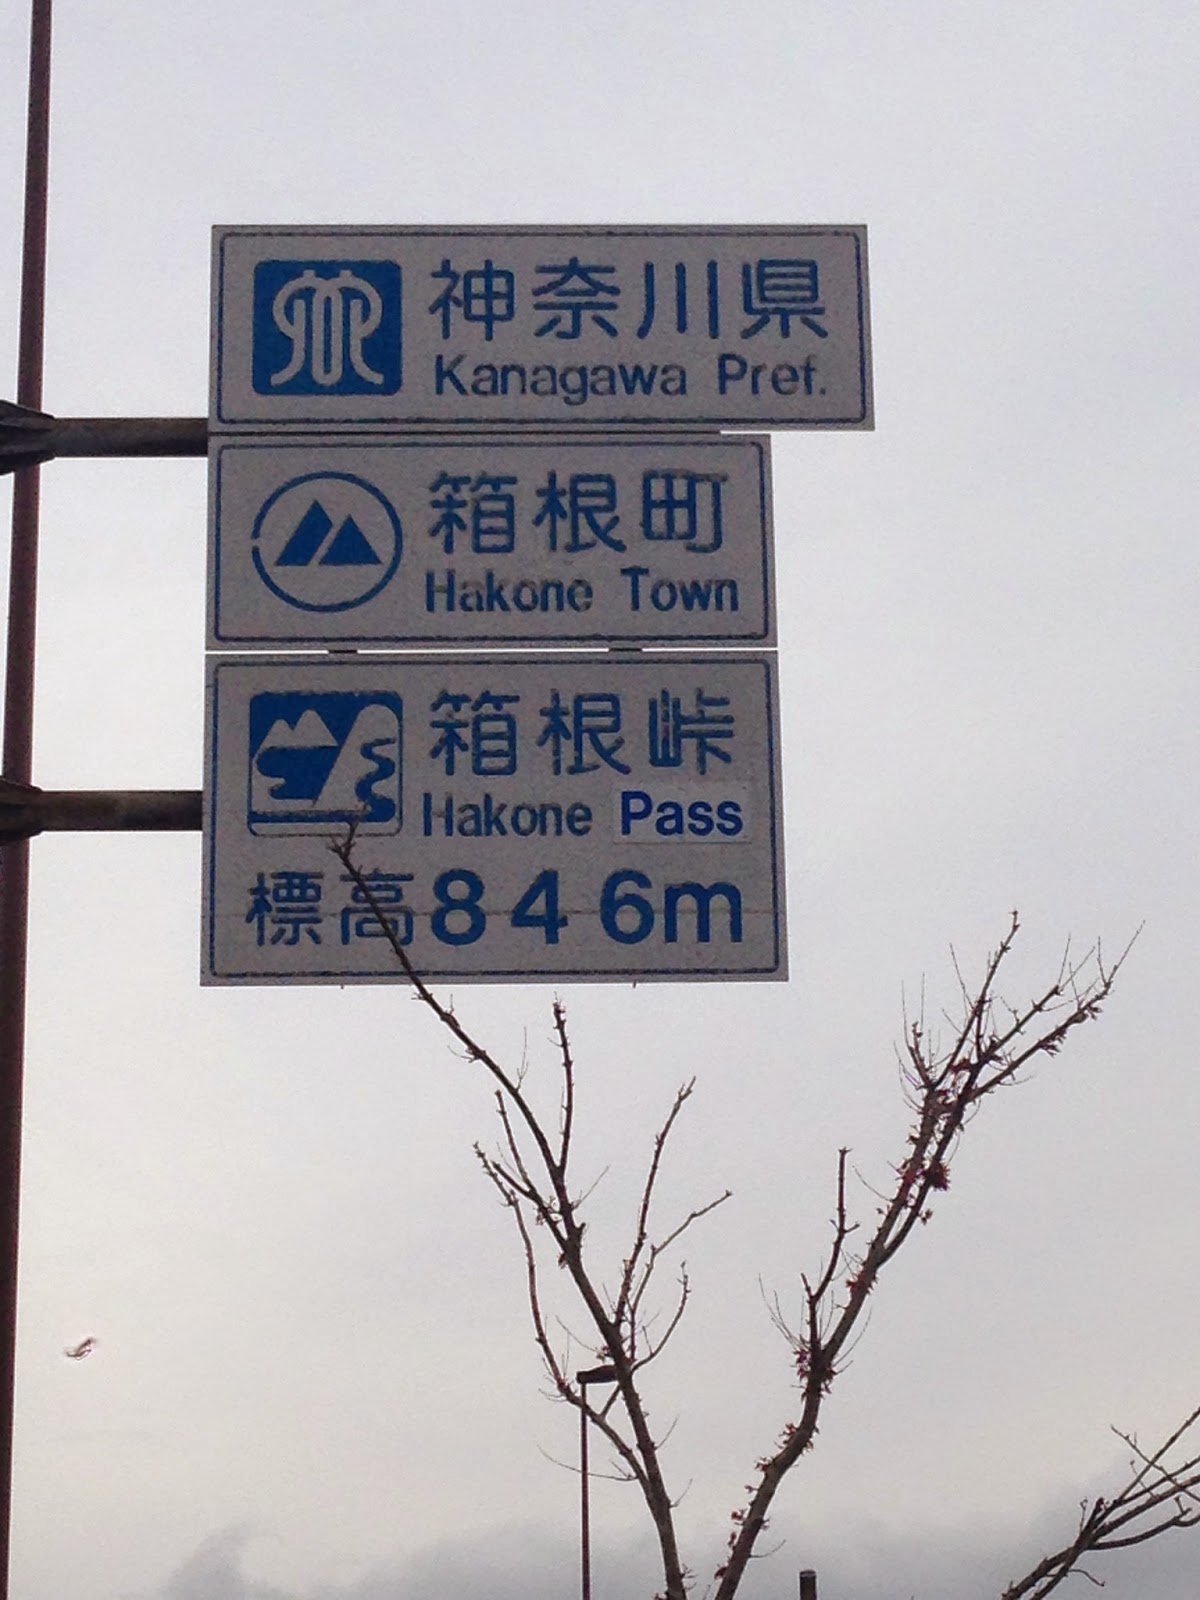 神奈川県
Kanagawa Pref.
箱根町
Hakone Town
箱根峠
Hakone Pass
標高846m